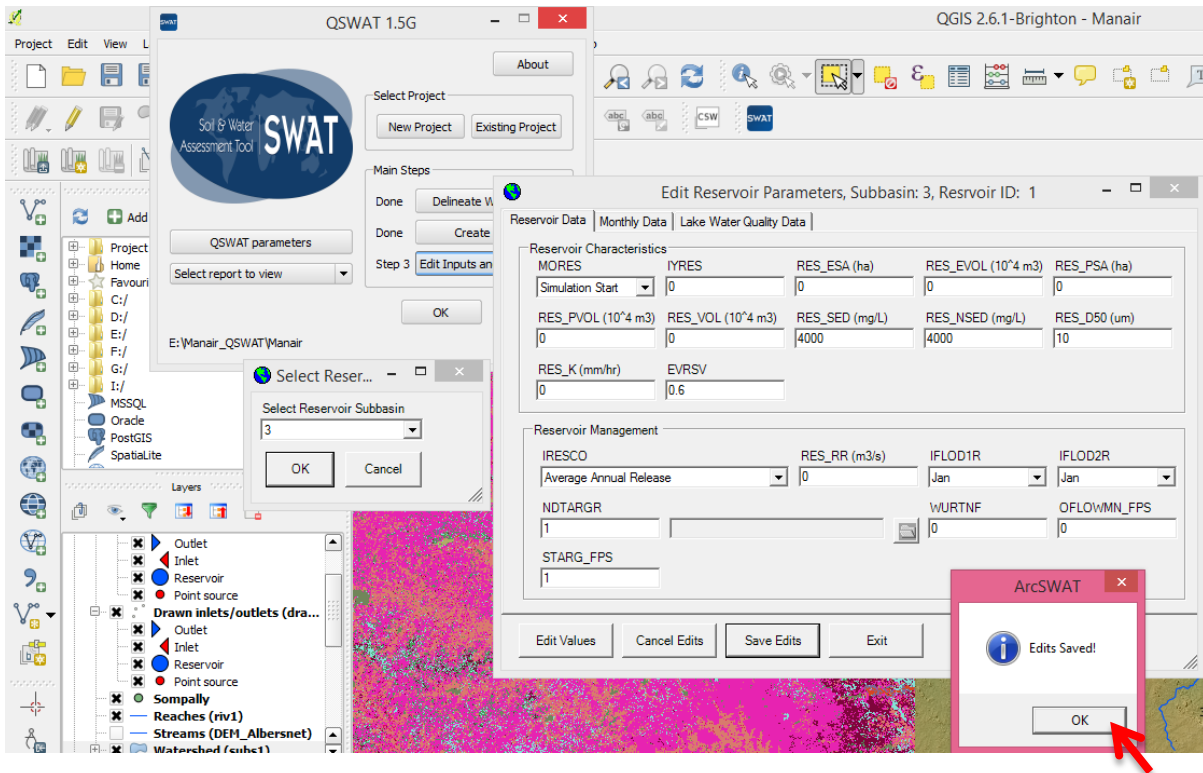 QGIS 2.6.1-Brighton - Manair
Project Edit View L
SWAT
QSWAT 1.5G
About
Soil & Water
Assessment Tool
SWAT
Select Project
New Project Existing Project
Main Steps
Done Delineate W
Done Create
Step 3 Edit Inputs an
QSWAT parameters
Select report to view
OK
E:\Manair_QSWAT\Manair
abc abc CSW SWAT
Add
Project
Home
Favouri
C:/
D:/
E:/
F:/
G:/
I:/
MSSQL
Oracle
PostGIS
SpatiaLite
Select Reser...
Select Reservoir Subbasin
3
OK Cancel
Layers
Outlet
Inlet
Reservoir
Point source
Drawn inlets/outlets (dra...
Outlet
Inlet
Reservoir
Point source
Sompally
Reaches (riv1)
Streams (DEM_Albersnet)
Watershed (subs1)
Edit Reservoir Parameters, Subbasin: 3, Resrvoir ID: 1
Reservoir Data Monthly Data Lake Water Quality Data
Reservoir Characteristics
MORES IYRES RES_ESA (ha) RES_EVOL (10^4 m3) RES_PSA (ha)
Simulation Start 0 0 0 0
RES_PVOL (10^4 m3) RES_VOL (10^4 m3) RES_SED (mg/L) RES_NSED (mg/L) RES_D50 (um)
0 0 4000 4000 10
RES_K (mm/hr) EVRSV
0 0.6
Reservoir Management
IRESCO RES_RR (m3/s) IFLOD1R IFLOD2R
Average Annual Release 0 Jan Jan
NDTARGR WURTNF OFLOWMN_FPS
1 0 0
STARG_FPS
1
Edit Values Cancel Edits Save Edits Exit
ArcSWAT
Edits Saved!
OK